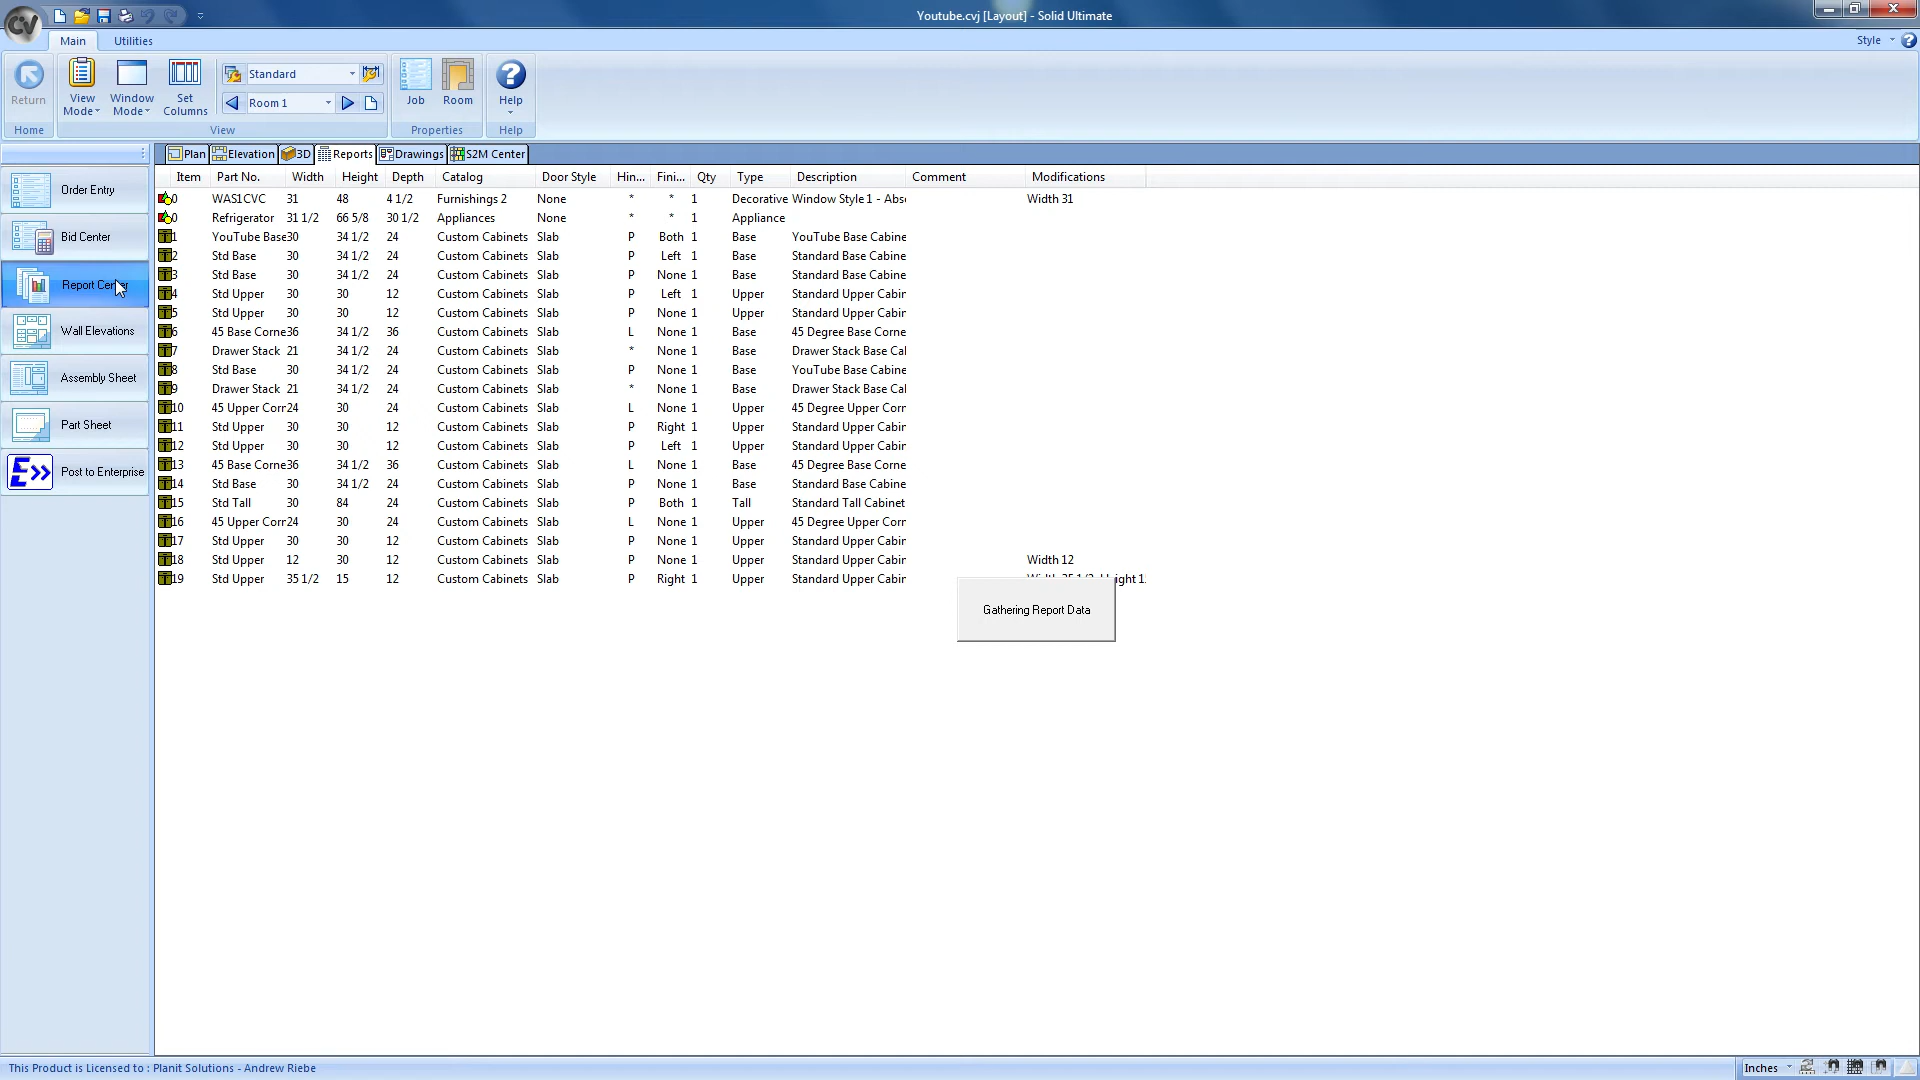 Youtube.cvj [Layout] - Solid Ultimate
Main Utilities Style
Return View Mode Window Mode Set Columns Standard Room 1 Job Room Help
Home View Properties Help
Plan Elevation 3D Reports Drawings S2M Center
Order Entry
Bid Center
Report Center
Wall Elevations
Assembly Sheet
Part Sheet
E>> Post to Enterprise
Item Part No. Width Height Depth Catalog Door Style Hin... Fini... Qty Type Description Comment Modifications
0 WAS1CVC 31 48 4 1/2 Furnishings 2 None * * 1 Decorative Window Style 1 - Abs Width 31
0 Refrigerator 31 1/2 66 5/8 30 1/2 Appliances None * * 1 Appliance
1 YouTube Base 30 34 1/2 24 Custom Cabinets Slab P Both 1 Base YouTube Base Cabine
2 Std Base 30 34 1/2 24 Custom Cabinets Slab P Left 1 Base Standard Base Cabine
3 Std Base 30 34 1/2 24 Custom Cabinets Slab P None 1 Base Standard Base Cabine
4 Std Upper 30 30 12 Custom Cabinets Slab P Left 1 Upper Standard Upper Cabin
5 Std Upper 30 30 12 Custom Cabinets Slab P None 1 Upper Standard Upper Cabin
6 45 Base Corne 36 34 1/2 36 Custom Cabinets Slab L None 1 Base 45 Degree Base Corne
7 Drawer Stack 21 34 1/2 24 Custom Cabinets Slab * None 1 Base Drawer Stack Base Cal
8 Std Base 30 34 1/2 24 Custom Cabinets Slab P None 1 Base YouTube Base Cabine
9 Drawer Stack 21 34 1/2 24 Custom Cabinets Slab * None 1 Base Drawer Stack Base Cal
10 45 Upper Corr 24 30 24 Custom Cabinets Slab L None 1 Upper 45 Degree Upper Corn
11 Std Upper 30 30 12 Custom Cabinets Slab P Right 1 Upper Standard Upper Cabin
12 Std Upper 30 30 12 Custom Cabinets Slab P Left 1 Upper Standard Upper Cabin
13 45 Base Corne 36 34 1/2 36 Custom Cabinets Slab L None 1 Base 45 Degree Base Corne
14 Std Base 30 34 1/2 24 Custom Cabinets Slab P None 1 Base Standard Base Cabine
15 Std Tall 30 84 24 Custom Cabinets Slab P Both 1 Tall Standard Tall Cabinet
16 45 Upper Corr 24 30 24 Custom Cabinets Slab L None 1 Upper 45 Degree Upper Corn
17 Std Upper 30 30 12 Custom Cabinets Slab P None 1 Upper Standard Upper Cabin
18 Std Upper 12 30 12 Custom Cabinets Slab P None 1 Upper Standard Upper Cabin Width 12
19 Std Upper 35 1/2 15 12 Custom Cabinets Slab P Right 1 Upper Standard Upper Cabin
Gathering Report Data
This Product is Licensed to : Planit Solutions - Andrew Riebe
Inches